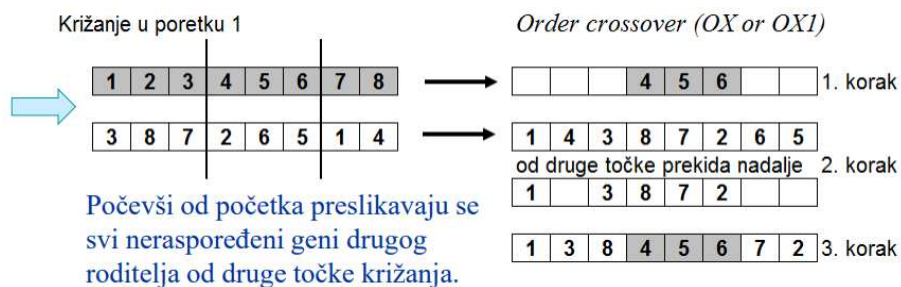 Križanje u poretku 1
Order crossover (OX or OX1)
1 2 3 4 5 6 7 8
4 5 6
1. korak
3 8 7 2 6 5 1 4
1 4 3 8 7 2 6 5
od druge točke prekida nadalje
2. korak
1 3 8 7 2
Počevši od početka preslikavaju se
svi neraspoređeni geni drugog
roditelja od druge točke križanja.
1 3 8 4 5 6 7 2
3. korak